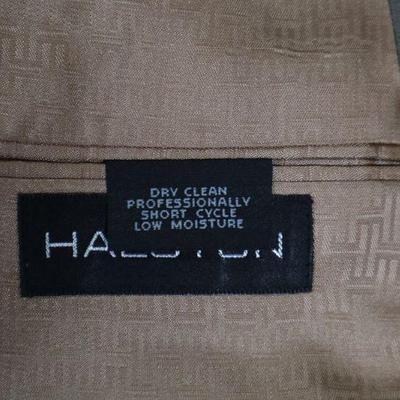 DRY CLEAN
PROFESSIONALLY
SHORT CYCLE
LOW MOISTURE
HALSTON